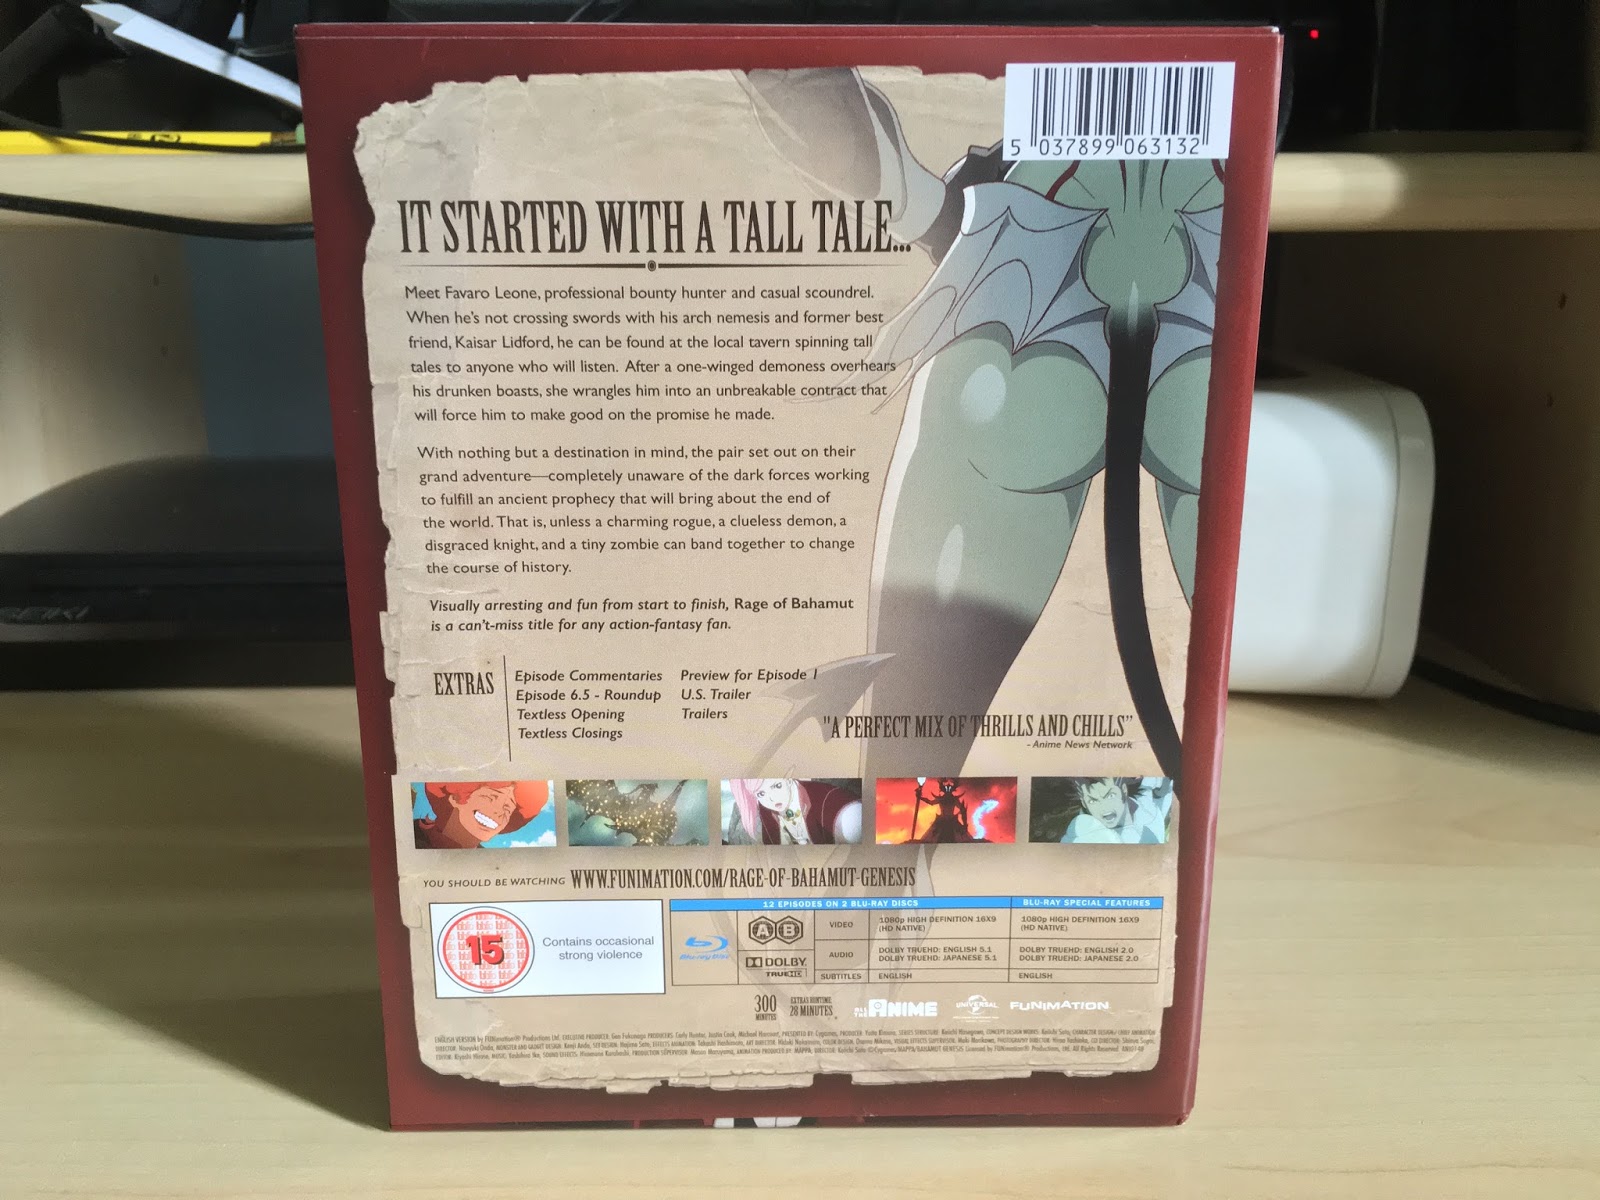 5 037899 063132
IT STARTED WITH A TALL TALE...
Meet Favaro Leone, professional bounty hunter and casual scoundrel.
When he's not crossing swords with his arch nemesis and former best
friend, Kaisar Lidford, he can be found at the local tavern spinning tall
tales to anyone who will listen. After a one-winged demoness overhears
his drunken boasts, she wrangles him into an unbreakable contract that
will force him to make good on the promise he made.
With nothing but a destination in mind, the pair set out on their
grand adventure—completely unaware of the dark forces working
to fulfill an ancient prophecy that will bring about the end of
the world. That is, unless a charming rogue, a clueless demon, a
disgraced knight, and a tiny zombie can band together to change
the course of history.
Visually arresting and fun from start to finish, Rage of Bahamut
is a can't-miss title for any action-fantasy fan.
EXTRAS
Episode Commentaries
Episode 6.5 - Roundup
Textless Opening
Textless Closings
Preview for Episode 1
U.S. Trailer
Trailers
"A PERFECT MIX OF THRILLS AND CHILLS"
- Anime News Network
YOU SHOULD BE WATCHING WWW.FUNIMATION.COM/RAGE-OF-BAHAMUT-GENESIS
15
Contains occasional
strong violence
12 EPISODES ON 2 BLU-RAY DISCS
BLU-RAY SPECIAL FEATURES
Blu-ray Disc
A B
DOLBY
TRUEHD
VIDEO
1080p HIGH DEFINITION 16X9
(HD NATIVE)
1080p HIGH DEFINITION 16X9
(HD NATIVE)
AUDIO
DOLBY TRUEHD: ENGLISH 5.1
DOLBY TRUEHD: JAPANESE 5.1
DOLBY TRUEHD: ENGLISH 2.0
DOLBY TRUEHD: JAPANESE 2.0
SUBTITLES
ENGLISH
ENGLISH
300
MINUTES
EXTRAS RUNTIME
28 MINUTES
ALL THE ANIME
UNIVERSAL
FUNIMATION